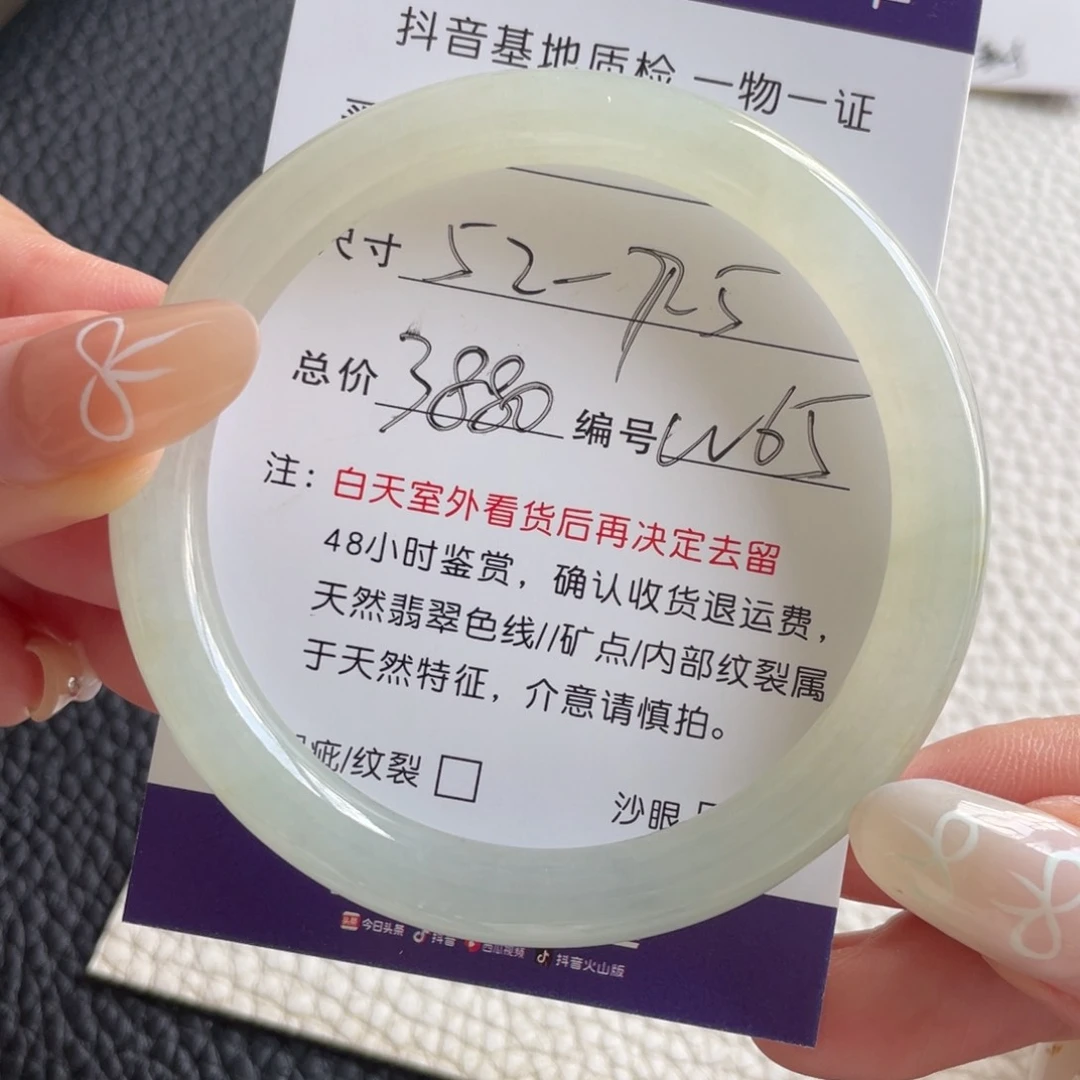 抖音基地质检 一物一证
尺寸 52-7.5
总价 3880 编号 W65
注：白天室外看货后再决定去留
48小时鉴赏，确认收货退运费，
天然翡翠色线//矿点/内部纹裂属
于天然特征，介意请慎拍。
疵/纹裂 □
沙眼
今日头条 抖音 西瓜视频 抖音火山版